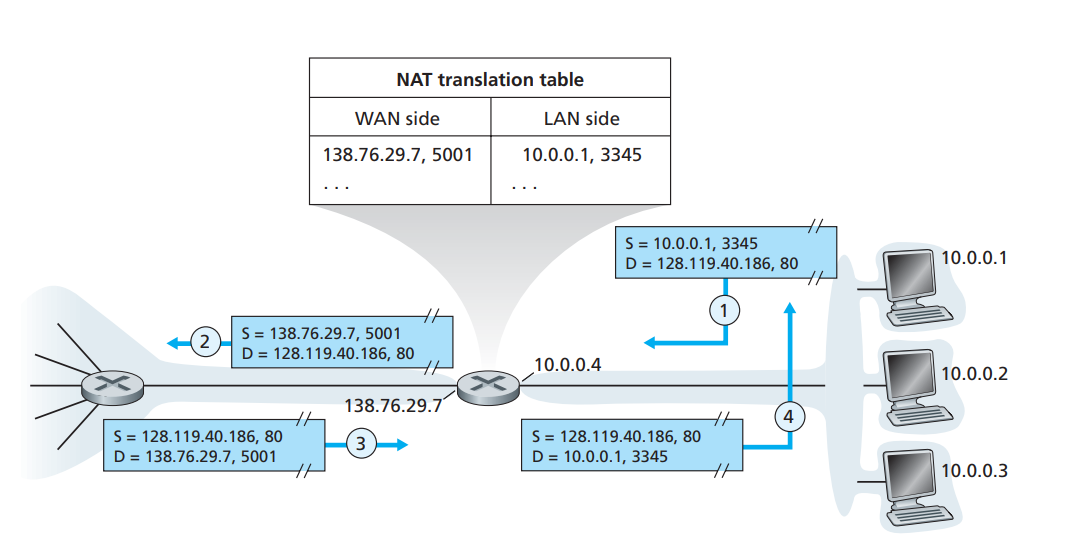 NAT translation table
WAN side LAN side
138.76.29.7, 5001 10.0.0.1, 3345
. . . . . .
S = 10.0.0.1, 3345
D = 128.119.40.186, 80
10.0.0.1
1
2
S = 138.76.29.7, 5001
D = 128.119.40.186, 80
10.0.0.4
10.0.0.2
138.76.29.7
S = 128.119.40.186, 80
D = 138.76.29.7, 5001
3
S = 128.119.40.186, 80
D = 10.0.0.1, 3345
4
10.0.0.3